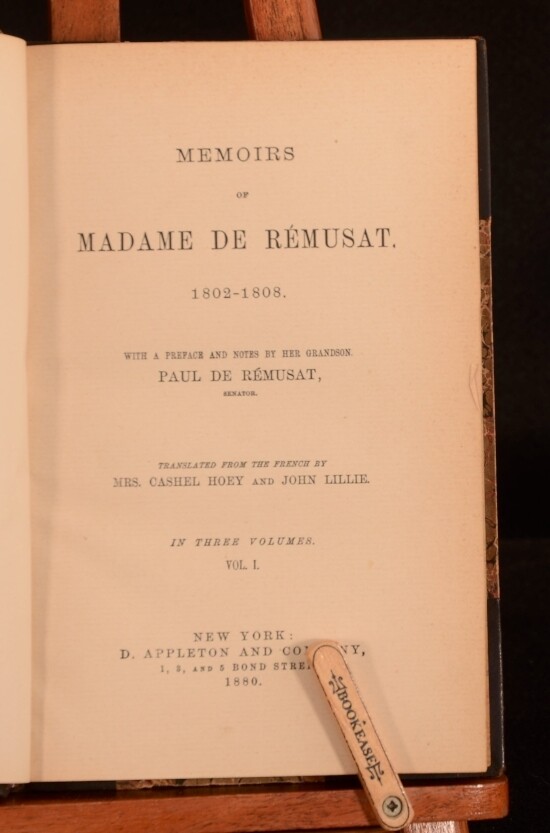 MEMOIRS
OF
MADAME DE RÉMUSAT.
1802-1808.
WITH A PREFACE AND NOTES BY HER GRANDSON.
PAUL DE RÉMUSAT,
SENATOR.
TRANSLATED FROM THE FRENCH BY
MRS. CASHEL HOEY AND JOHN LILLIE.
IN THREE VOLUMES.
VOL. I.
NEW YORK:
D. APPLETON AND
1, 3, AND 5 BOND
1880.
BOOKEASE